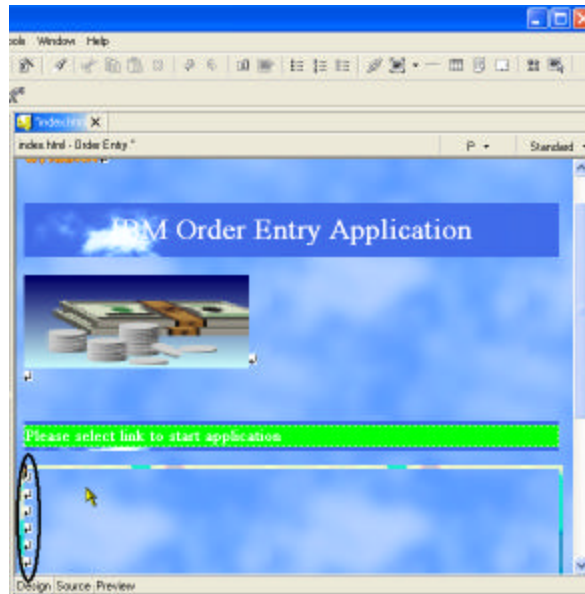 Window Help
index.html
index.html - Order Entry *
P
Standard
IBM Order Entry Application
Please select link to start application
Design Source Preview